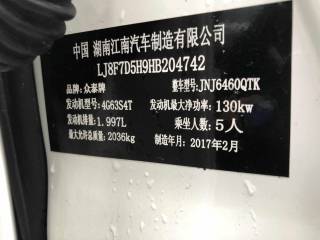 中国 湖南江南汽车制造有限公司
LJ8F7D5H9HB204742
品牌：众泰牌 整车型号：JNJ6460QTK
发动机型号：4G63S4T 发动机最大净功率：130kw
发动机排量：1.997L 乘坐人数：5人
最大允许总质量：2036kg 制造年月：2017年2月